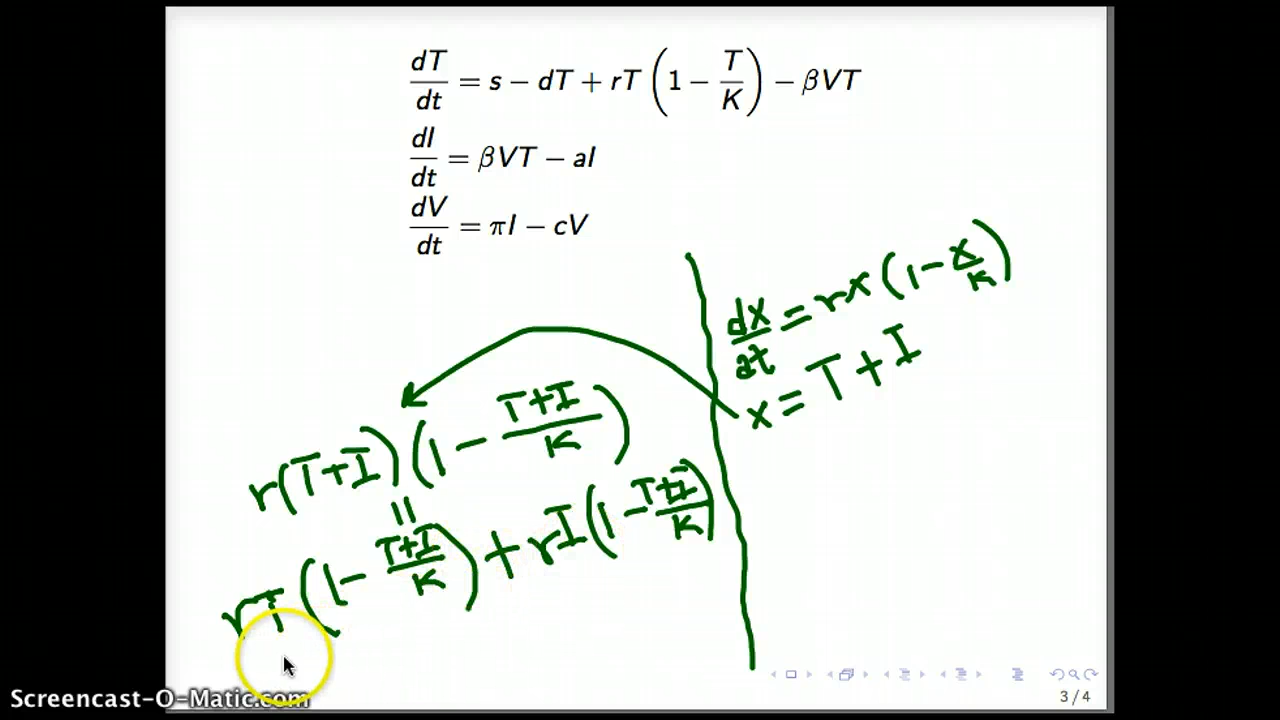 dT/dt = s − dT + rT (1 − T/K) − βVT
dI/dt = βVT − aI
dV/dt = πI − cV
dx/dt = rx (1 − x/K)
x = T + I
r(T+I) (1 − T+I/K)
=
rT (1 − T+I/K) + rI (1 − T+I/K)
3 / 4
Screencast-O-Matic.com